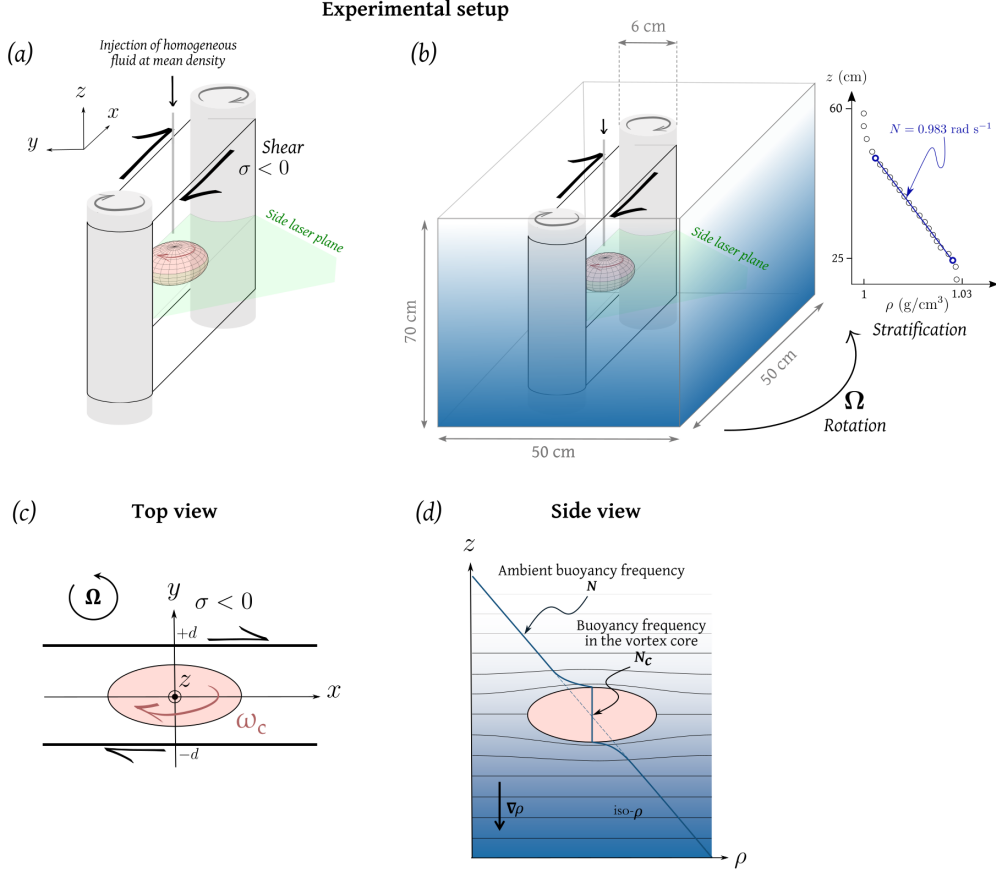 Experimental setup
(a)
Injection of homogeneous
fluid at mean density
z
x
y
Shear
σ < 0
Side laser plane
(b)
6 cm
Side laser plane
70 cm
50 cm
50 cm
Ω
Rotation
z (cm)
60
N = 0.983 rad s⁻¹
25
1
1.03
ρ (g/cm³)
Stratification
(c)
Top view
Ω
y
σ < 0
+d
z
x
ω_c
−d
(d)
Side view
z
Ambient buoyancy frequency
N
Buoyancy frequency
in the vortex core
N_C
∇ρ
iso-ρ
ρ